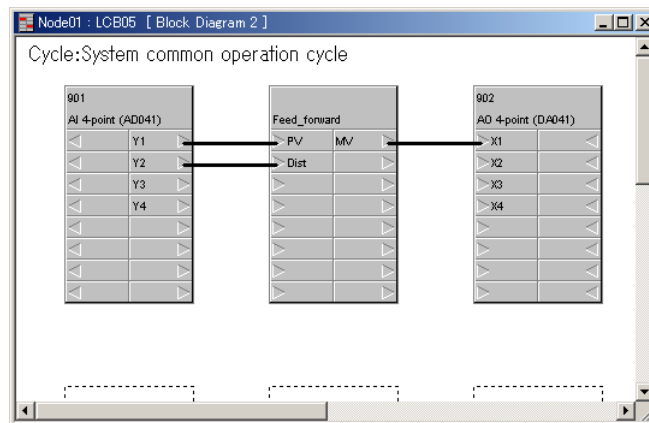 Node01 : LCB05 [ Block Diagram 2 ]
Cycle:System common operation cycle
901
AI 4-point (AD041)
Y1
Y2
Y3
Y4
Feed_forward
PV MV
Dist
902
AO 4-point (DA041)
X1
X2
X3
X4